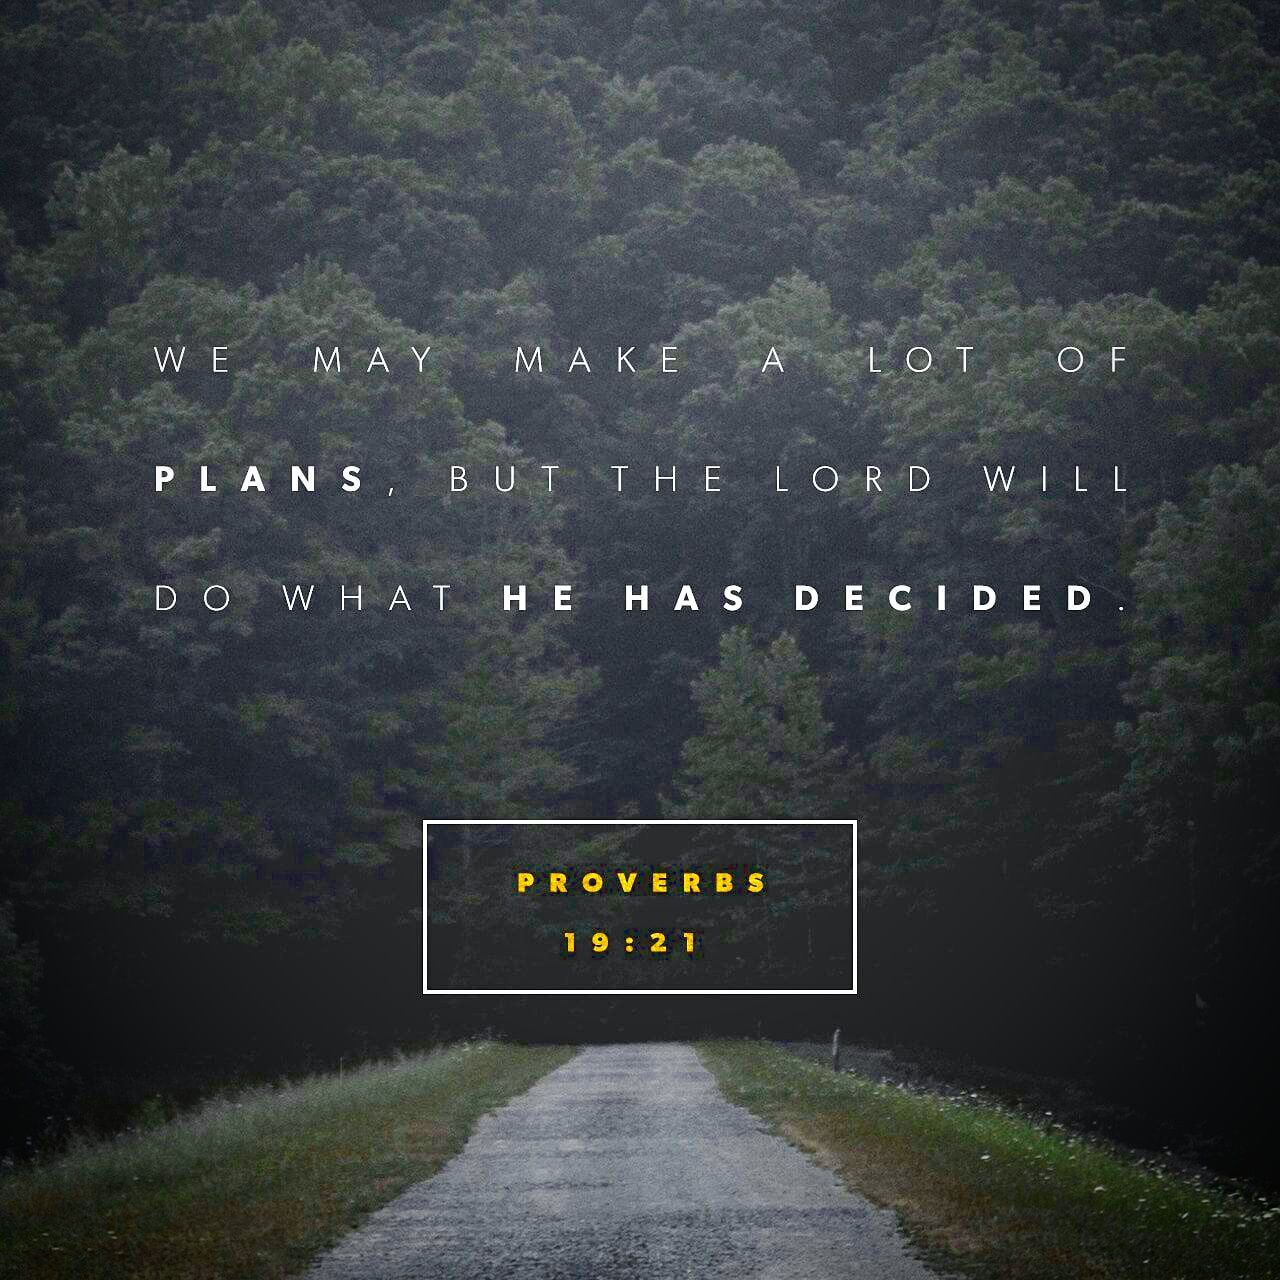 WE MAY MAKE A LOT OF
PLANS, BUT THE LORD WILL
DO WHAT HE HAS DECIDED.
PROVERBS
19:21